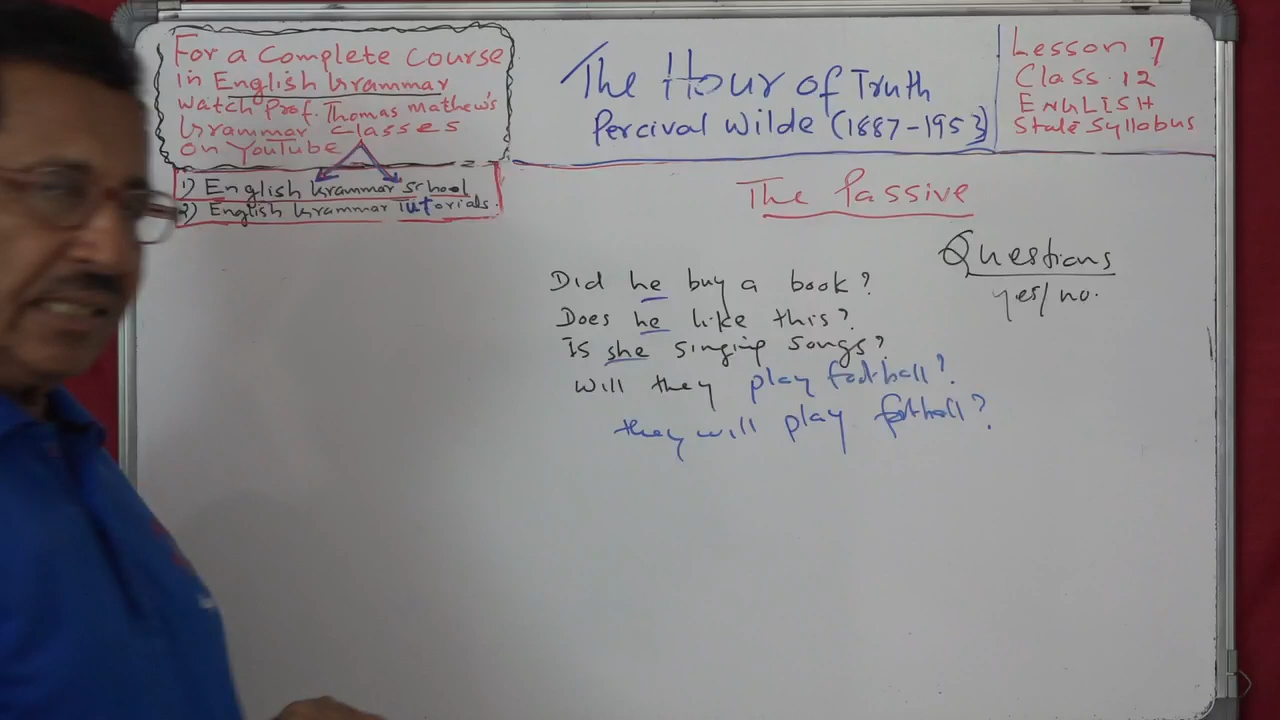 For a Complete Course
in English Grammar
watch Prof. Thomas mathew's
Grammar classes
on YouTube
1) English Grammar school
2) English Grammar Tutorials.
The Hour of Truth
Percival Wilde (1887-1953)
Lesson 7
Class 12
ENGLISH
State Syllabus
The Passive
Questions
yes/no.
Did he buy a book?
Does he like this?
Is she singing songs?
Will they play football?
they will play football?